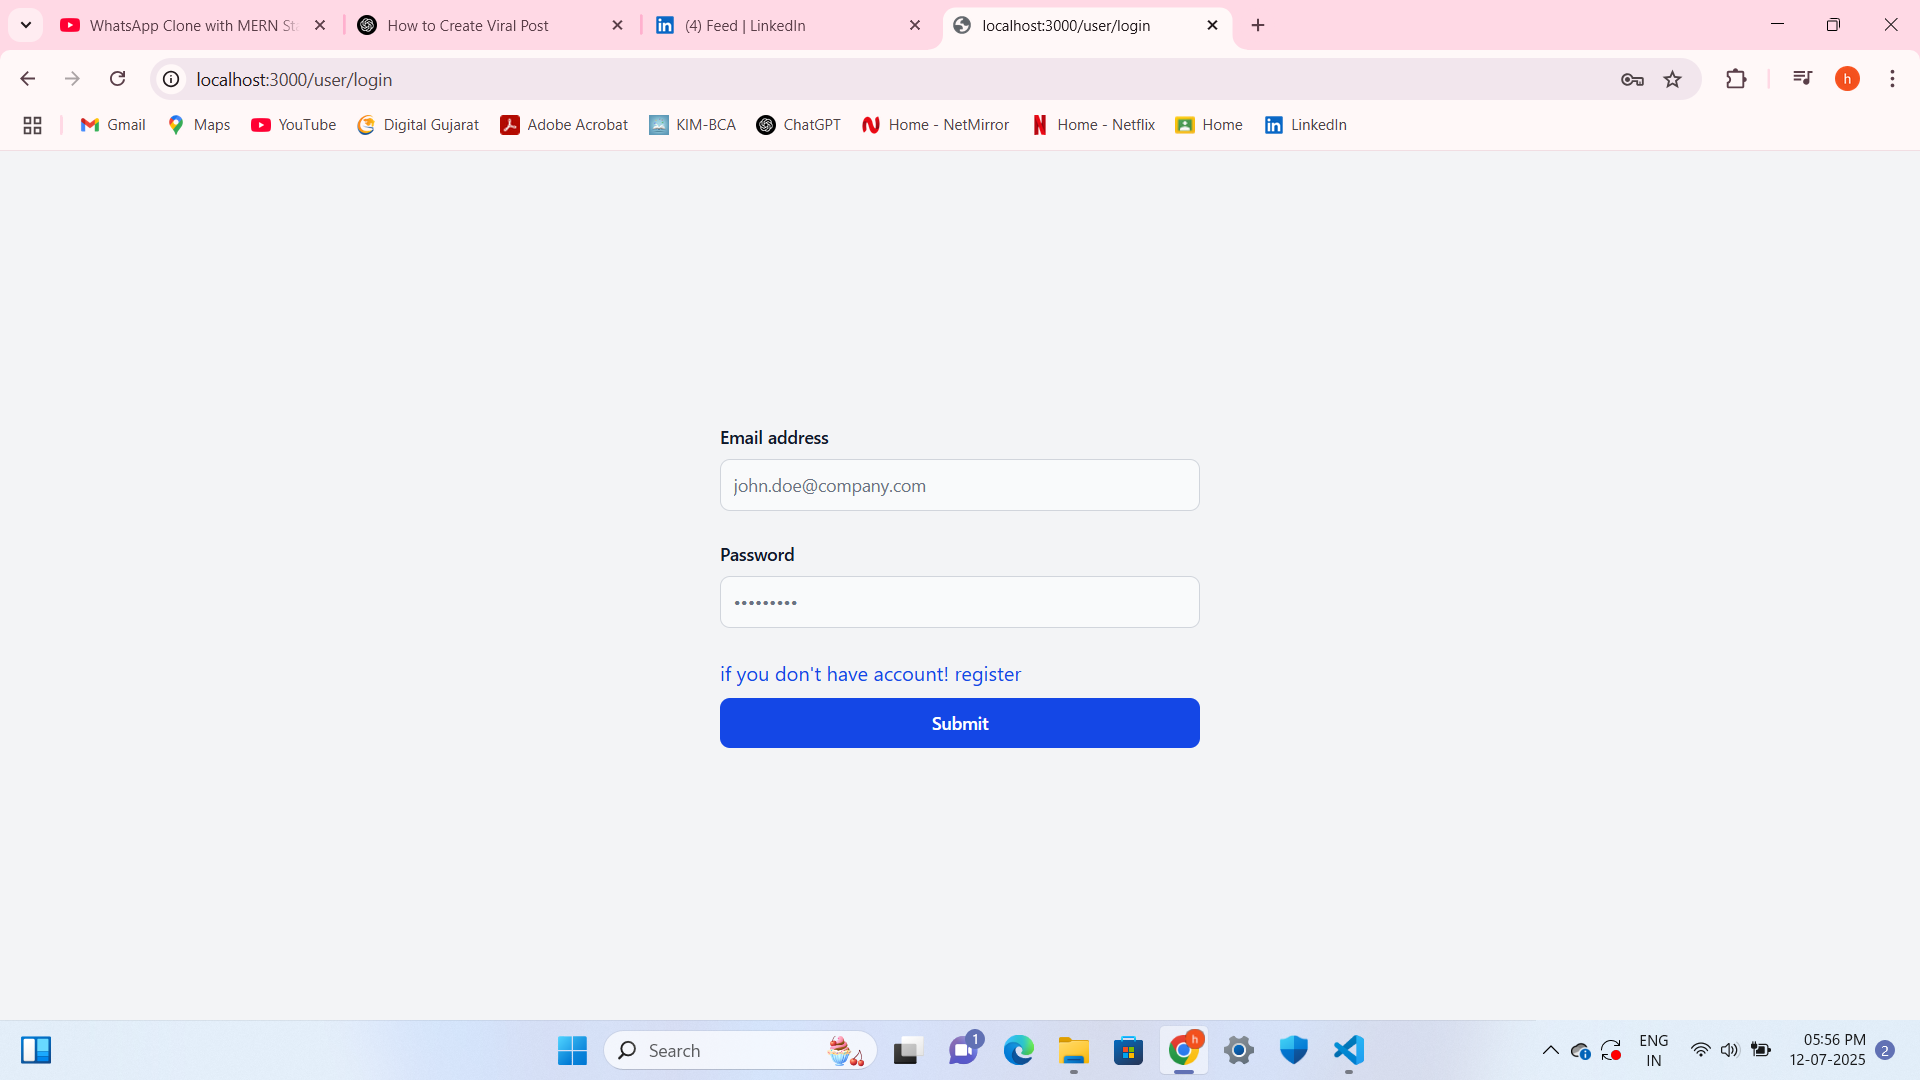 WhatsApp Clone with MERN Sta
How to Create Viral Post
(4) Feed | LinkedIn
localhost:3000/user/login
localhost:3000/user/login
h
Gmail
Maps
YouTube
Digital Gujarat
Adobe Acrobat
KIM-BCA
ChatGPT
Home - NetMirror
Home - Netflix
Home
LinkedIn
Email address
john.doe@company.com
Password
•••••••••
if you don't have account! register
Submit
Search
1
h
ENG
IN
05:56 PM
12-07-2025
2